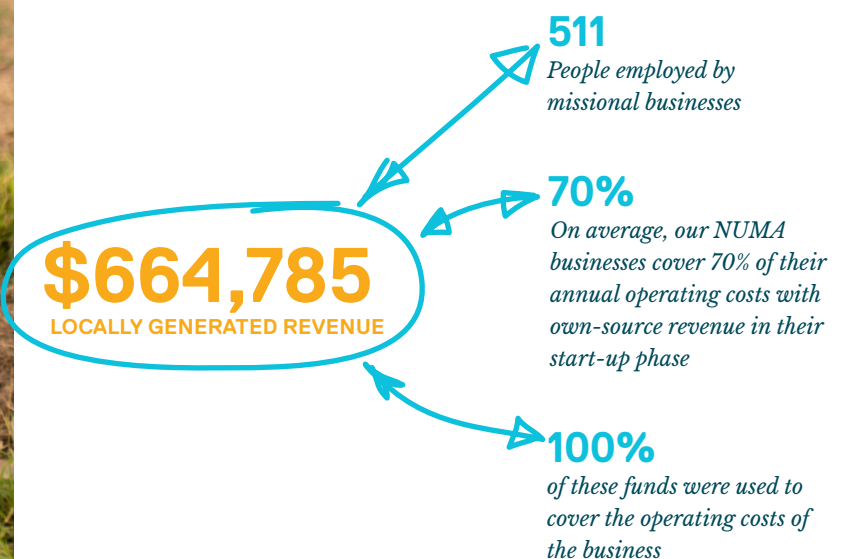 511
People employed by
missional businesses
70%
On average, our NUMA
businesses cover 70% of their
annual operating costs with
own-source revenue in their
start-up phase
$664,785
LOCALLY GENERATED REVENUE
100%
of these funds were used to
cover the operating costs of
the business